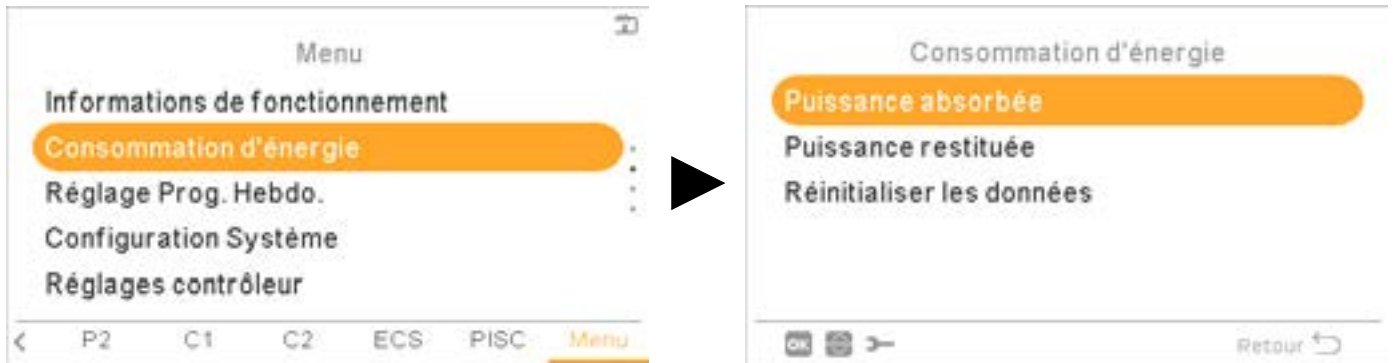 Menu
Informations de fonctionnement
Consommation d'énergie
Réglage Prog. Hebdo.
Configuration Système
Réglages contrôleur
< P2 C1 C2 ECS PISC Menu
Consommation d'énergie
Puissance absorbée
Puissance restituée
Réinitialiser les données
OK Retour